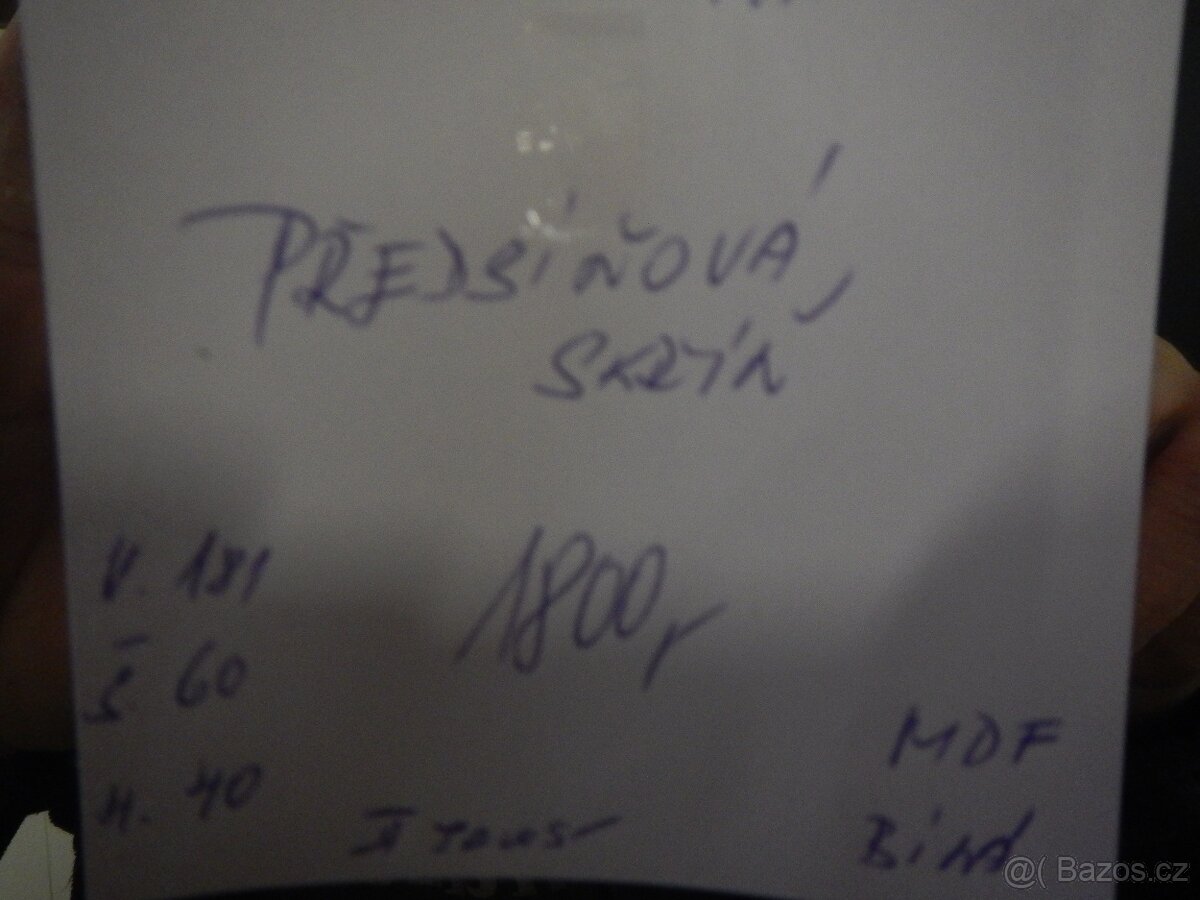 PŘEDSÍŇOVÁ
SKŘÍŇ
V. 181
1800,-
Š 60
H. 40
MDF
BÍLÁ
@( Bazos.cz